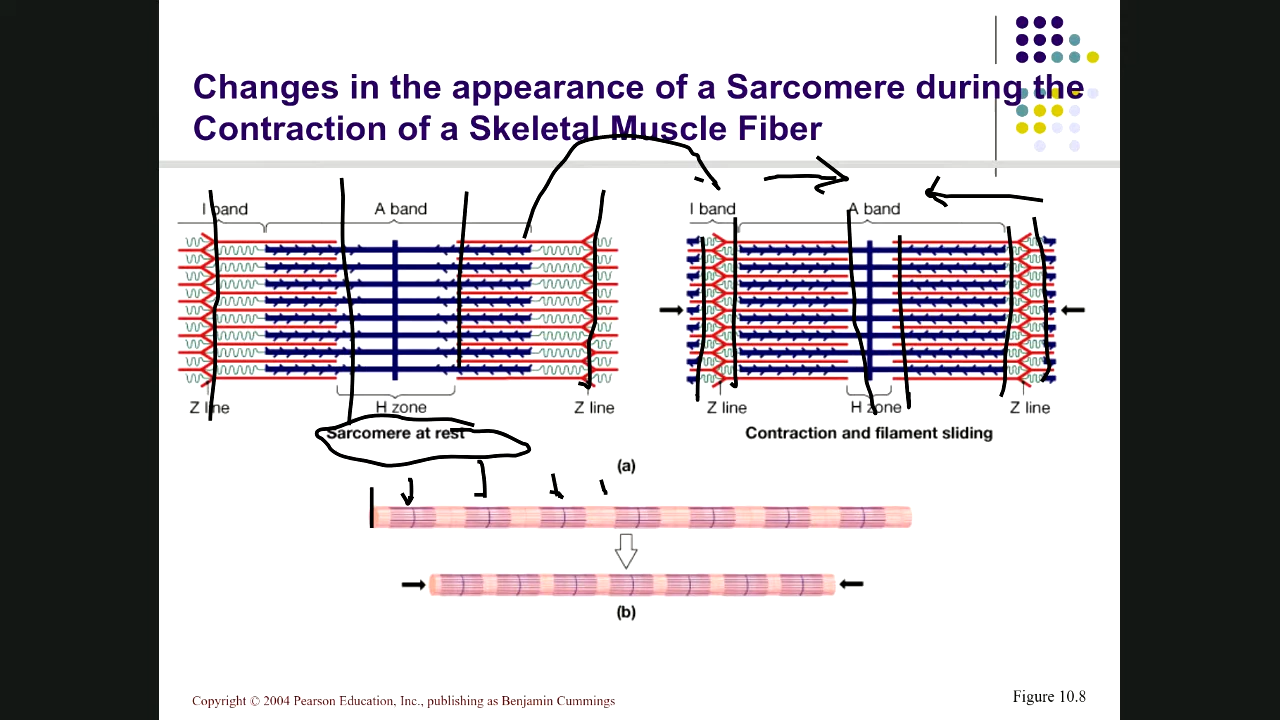 Changes in the appearance of a Sarcomere during the
Contraction of a Skeletal Muscle Fiber
I band A band I band A band
Z line H zone Z line Z line H zone Z line
Sarcomere at rest Contraction and filament sliding
(a)
(b)
Copyright © 2004 Pearson Education, Inc., publishing as Benjamin Cummings
Figure 10.8